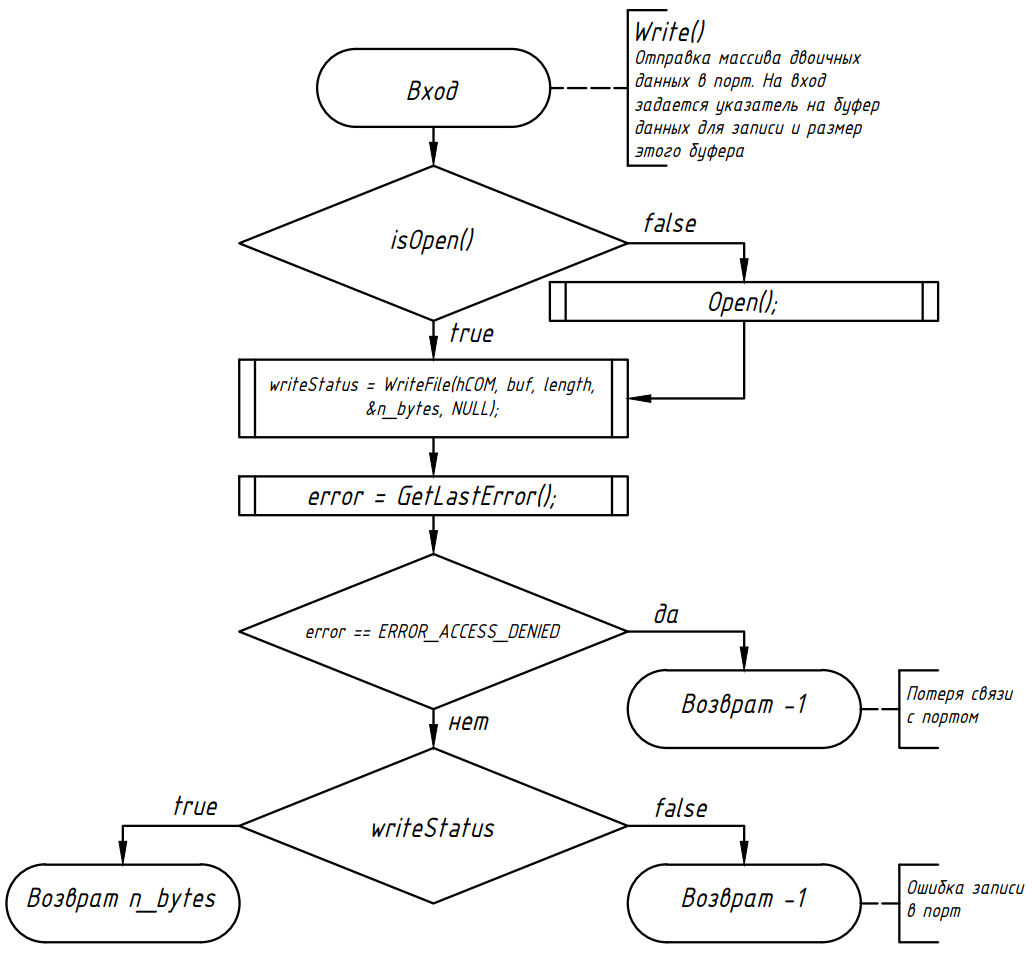 Write()
Отправка массива двоичных
данных в порт. На вход
задается указатель на буфер
данных для записи и размер
этого буфера
Вход
isOpen()
false
Open();
true
writeStatus = WriteFile(hCOM, buf, length,
&n_bytes, NULL);
error = GetLastError();
error == ERROR_ACCESS_DENIED
да
Возврат -1
Потеря связи
с портом
нет
writeStatus
true
false
Возврат n_bytes
Возврат -1
Ошибка записи
в порт